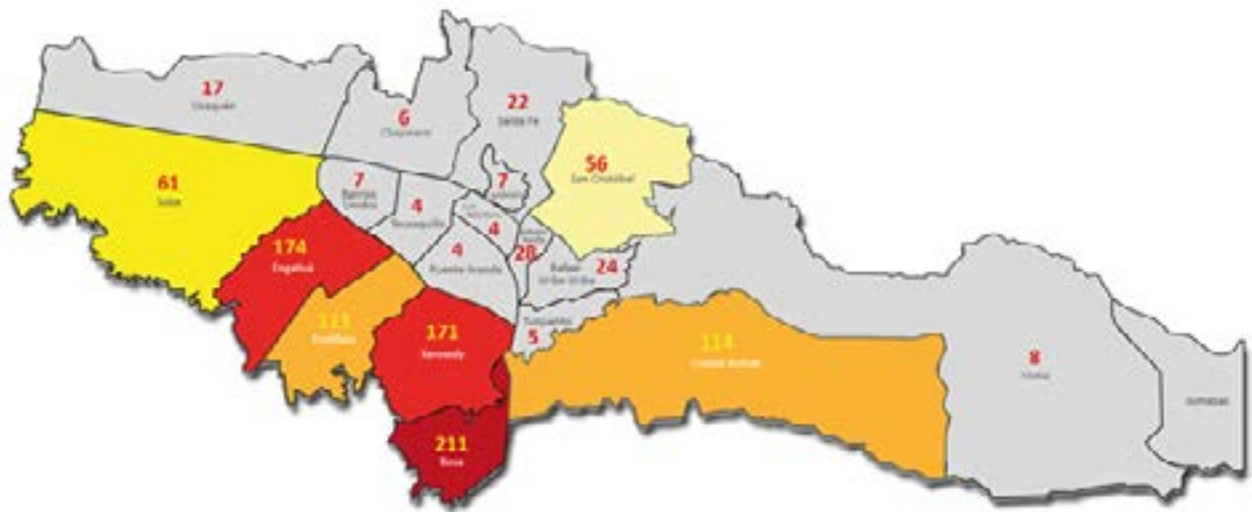 17
Usaquén
6
Chapinero
22
Santa Fe
61
Suba
7
Barrios
Unidos
4
Teusaquillo
7
4
56
San Cristóbal
174
Engativá
113
Fontibón
4
Puente Aranda
20
Rafael
Uribe Uribe
24
Tunjuelito
5
171
Kennedy
114
Ciudad Bolívar
8
Usme
SUMAPAZ
211
Bosa